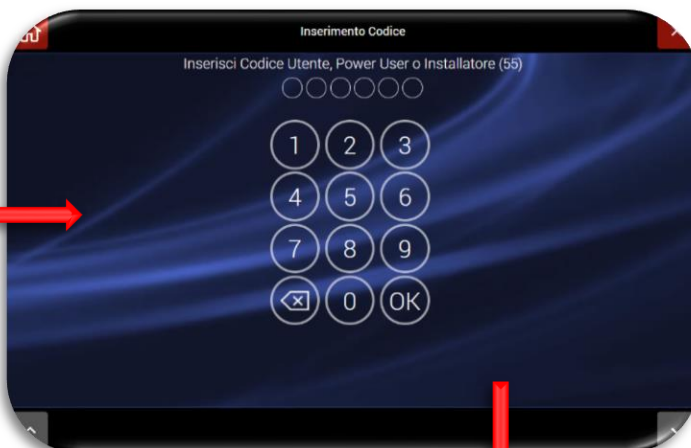 Inserimento Codice
Inserisci Codice Utente, Power User o Installatore (55)
1 2 3
4 5 6
7 8 9
0 OK